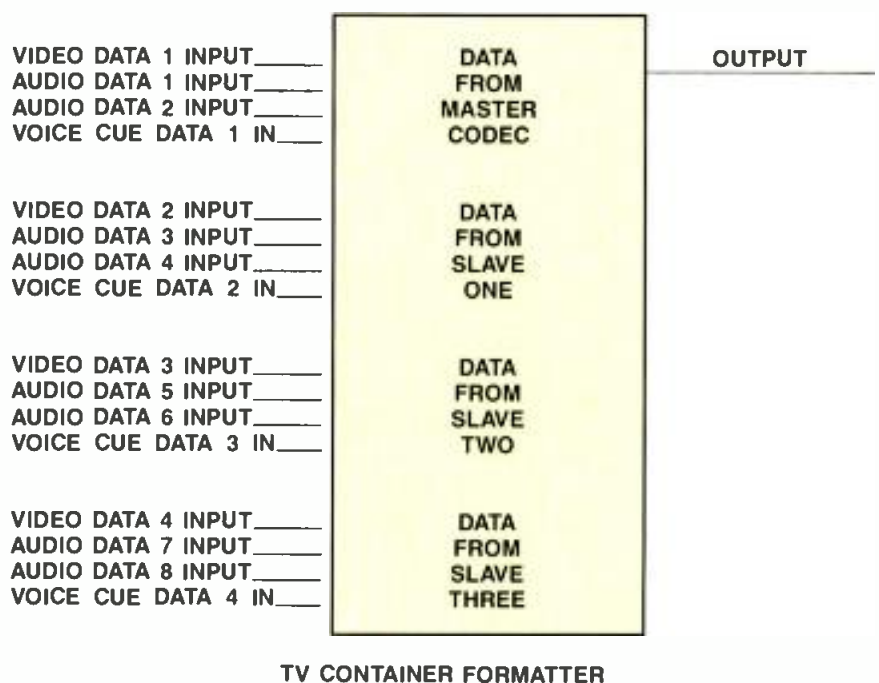 VIDEO DATA 1 INPUT DATA OUTPUT
AUDIO DATA 1 INPUT FROM
AUDIO DATA 2 INPUT MASTER
VOICE CUE DATA 1 IN CODEC
VIDEO DATA 2 INPUT DATA
AUDIO DATA 3 INPUT FROM
AUDIO DATA 4 INPUT SLAVE
VOICE CUE DATA 2 IN ONE
VIDEO DATA 3 INPUT DATA
AUDIO DATA 5 INPUT FROM
AUDIO DATA 6 INPUT SLAVE
VOICE CUE DATA 3 IN TWO
VIDEO DATA 4 INPUT DATA
AUDIO DATA 7 INPUT FROM
AUDIO DATA 8 INPUT SLAVE
VOICE CUE DATA 4 IN THREE
TV CONTAINER FORMATTER